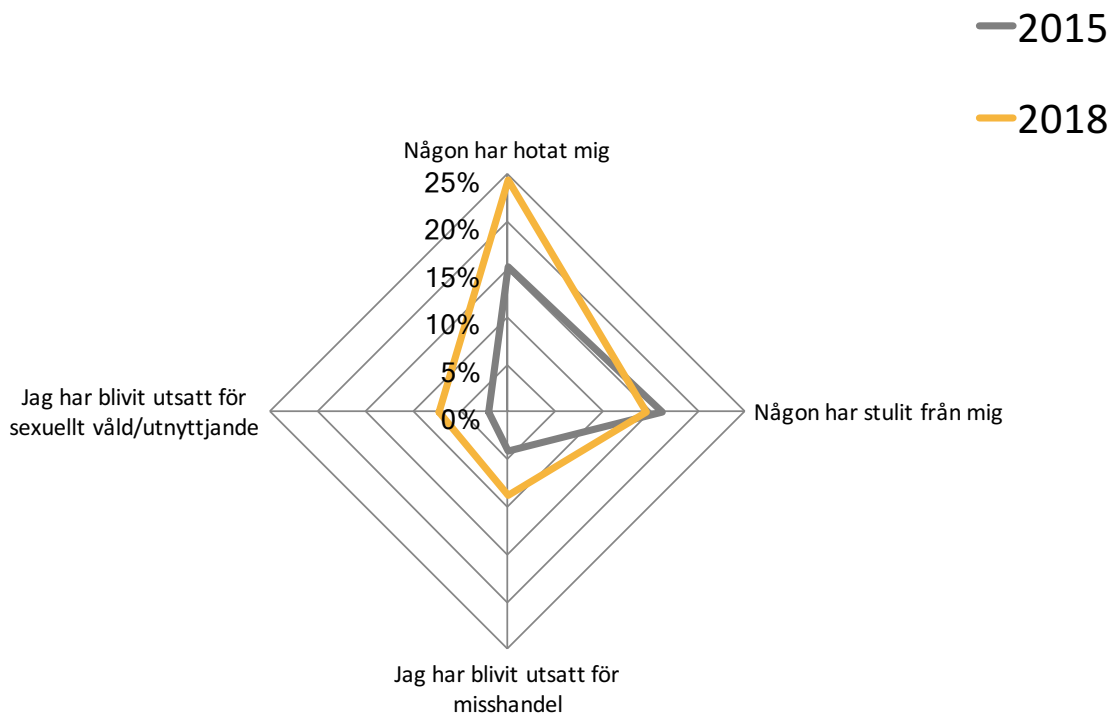 2015
2018
Någon har hotat mig
25%
20%
15%
10%
5%
0%
Jag har blivit utsatt för
sexuellt våld/utnyttjande
Någon har stulit från mig
Jag har blivit utsatt för
misshandel